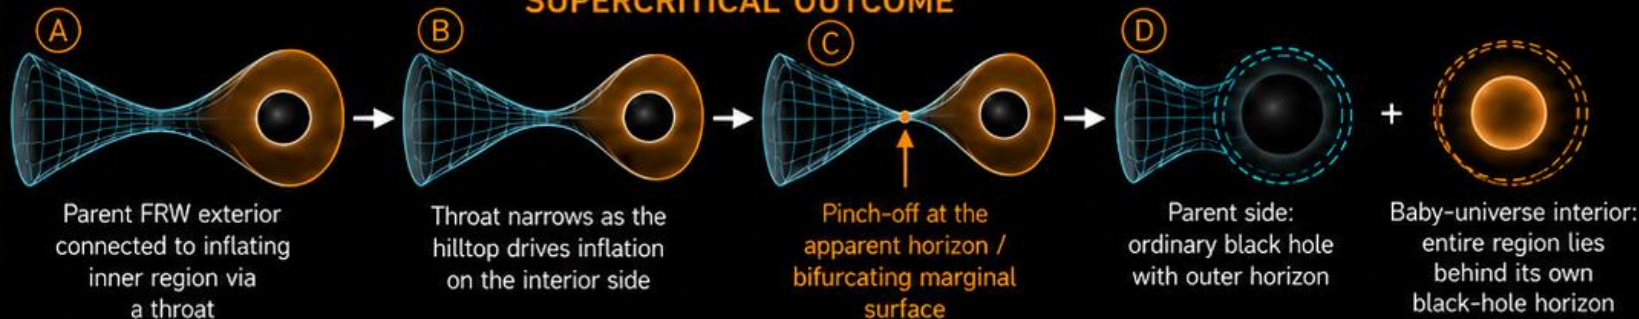 SUPERCRITICAL OUTCOME
A
B
C
D
Parent FRW exterior
connected to inflating
inner region via
a throat
Throat narrows as the
hilltop drives inflation
on the interior side
Pinch-off at the
apparent horizon /
bifurcating marginal
surface
Parent side:
ordinary black hole
with outer horizon
+
Baby-universe interior:
entire region lies
behind its own
black-hole horizon